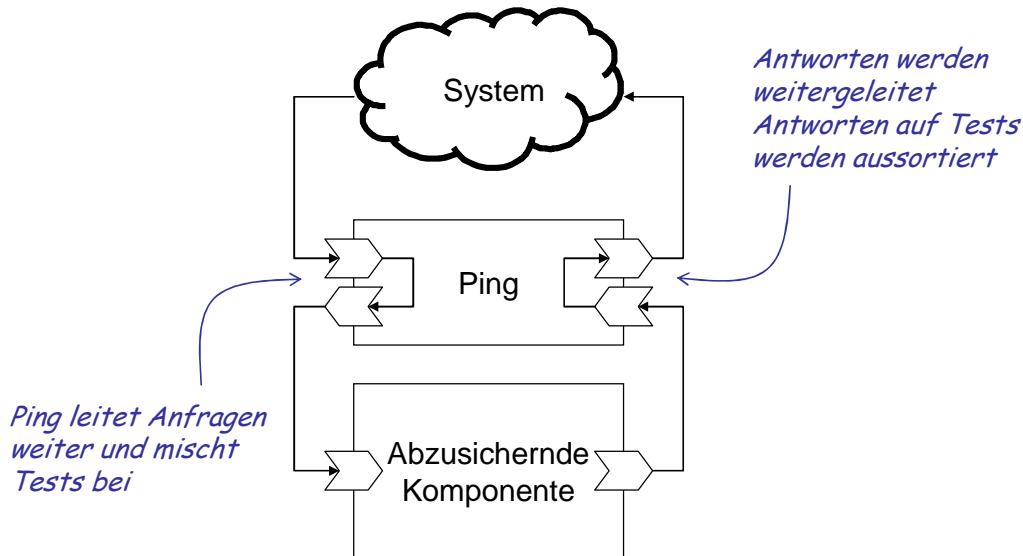 System
Antworten werden
weitergeleitet
Antworten auf Tests
werden aussortiert
Ping
Ping leitet Anfragen
weiter und mischt
Tests bei
Abzusichernde
Komponente